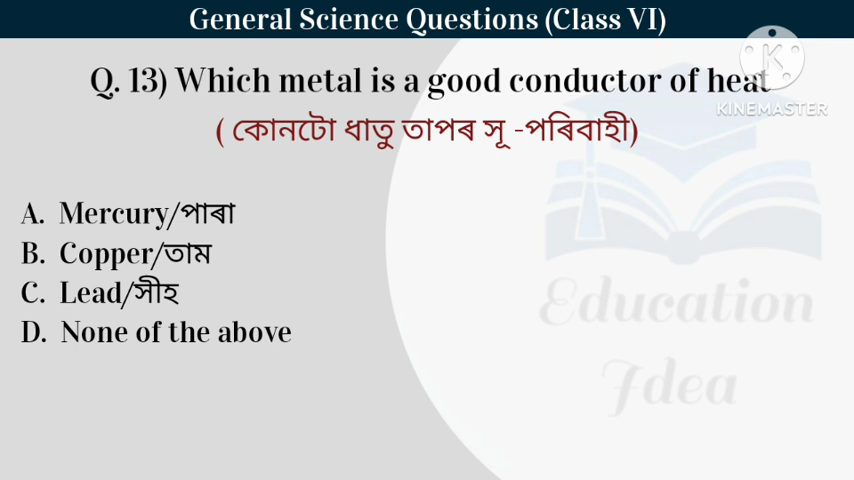 General Science Questions (Class VI)
KINEMASTER
Q. 13) Which metal is a good conductor of heat
( কোনটো ধাতু তাপৰ সূ -পৰিবাহী)
A. Mercury/পাৰা
B. Copper/তাম
C. Lead/সীহ
D. None of the above
Education
Idea